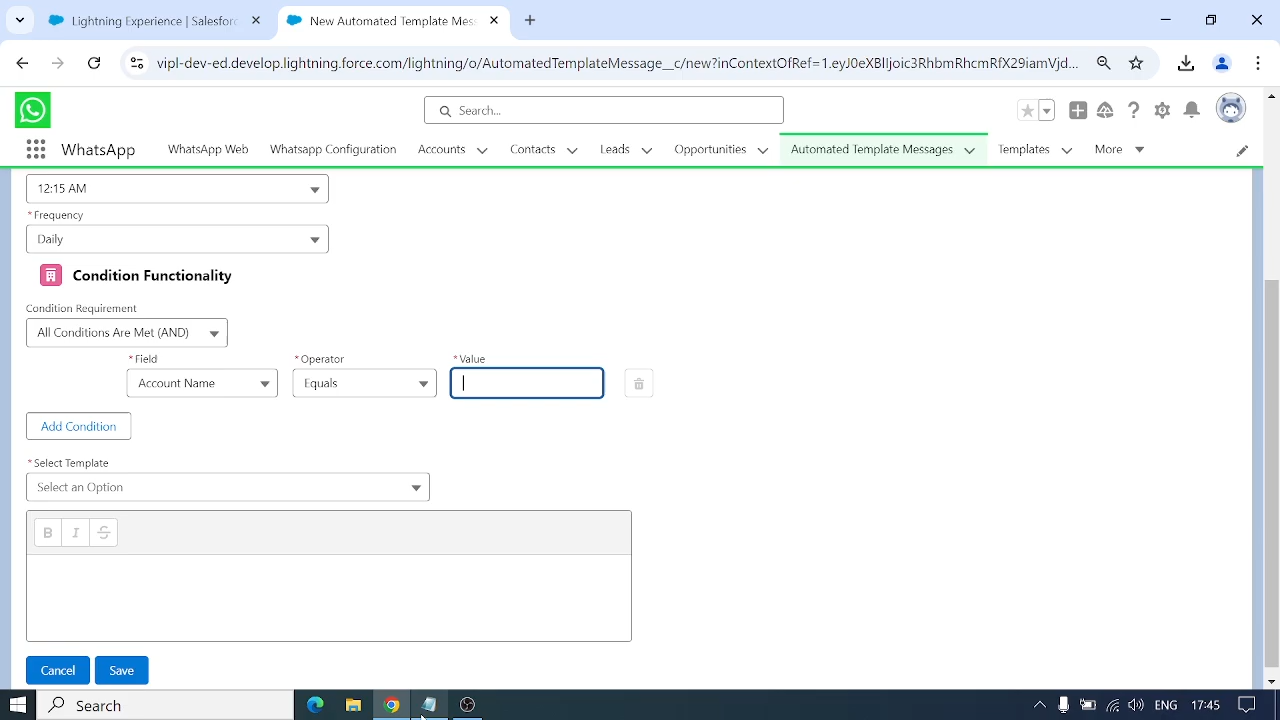 Lightning Experience | Salesforc
New Automated Template Mess
vipl-dev-ed.develop.lightning.force.com/lightning/o/AutomatedTemplateMessage__c/new?inContextOfRef=1.eyJ0eXBlIjoic3RhbmRhcmRfX29iamVjd...
Search...
WhatsApp
WhatsApp Web
Whatsapp Configuration
Accounts
Contacts
Leads
Opportunities
Automated Template Messages
Templates
More
12:15 AM
* Frequency
Daily
Condition Functionality
Condition Requirement
All Conditions Are Met (AND)
* Field
* Operator
* Value
Account Name
Equals
Add Condition
* Select Template
Select an Option
B I S
Cancel
Save
Search
ENG
17:45